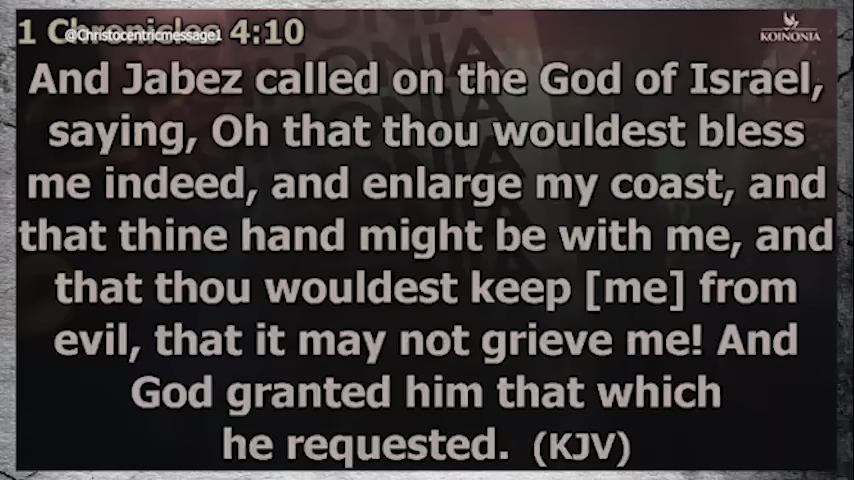 1 Chronicles 4:10
@Christocentricmessage1
KOINONIA
And Jabez called on the God of Israel,
saying, Oh that thou wouldest bless
me indeed, and enlarge my coast, and
that thine hand might be with me, and
that thou wouldest keep [me] from
evil, that it may not grieve me! And
God granted him that which
he requested. (KJV)